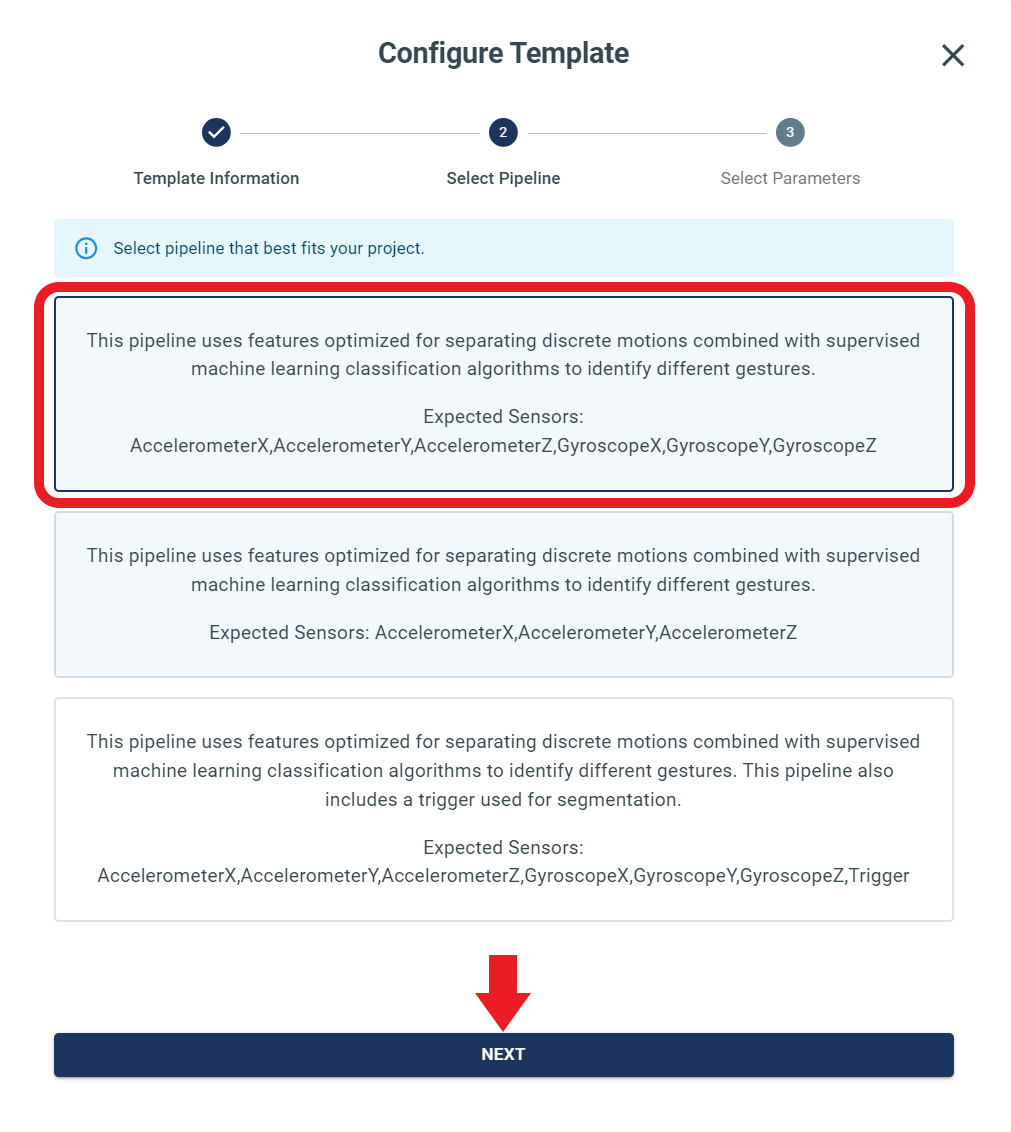 Configure Template
2
3
Template Information
Select Pipeline
Select Parameters
Select pipeline that best fits your project.
This pipeline uses features optimized for separating discrete motions combined with supervised
machine learning classification algorithms to identify different gestures.
Expected Sensors:
AccelerometerX,AccelerometerY,AccelerometerZ,GyroscopeX,GyroscopeY,GyroscopeZ
This pipeline uses features optimized for separating discrete motions combined with supervised
machine learning classification algorithms to identify different gestures.
Expected Sensors: AccelerometerX,AccelerometerY,AccelerometerZ
This pipeline uses features optimized for separating discrete motions combined with supervised
machine learning classification algorithms to identify different gestures. This pipeline also
includes a trigger used for segmentation.
Expected Sensors:
AccelerometerX,AccelerometerY,AccelerometerZ,GyroscopeX,GyroscopeY,GyroscopeZ,Trigger
NEXT